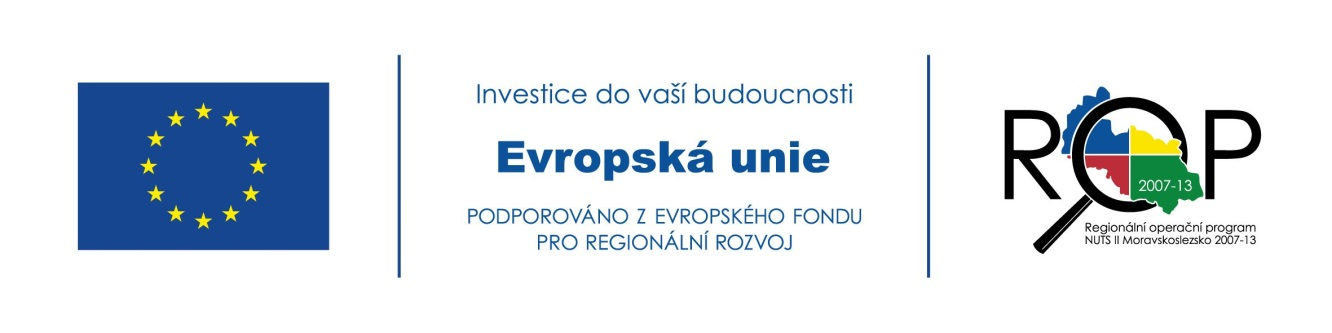 Investice do vaší budoucnosti
Evropská unie
PODPOROVÁNO Z EVROPSKÉHO FONDU
PRO REGIONÁLNÍ ROZVOJ
ROP
2007-13
Regionální operační program
NUTS II Moravskoslezsko 2007-13